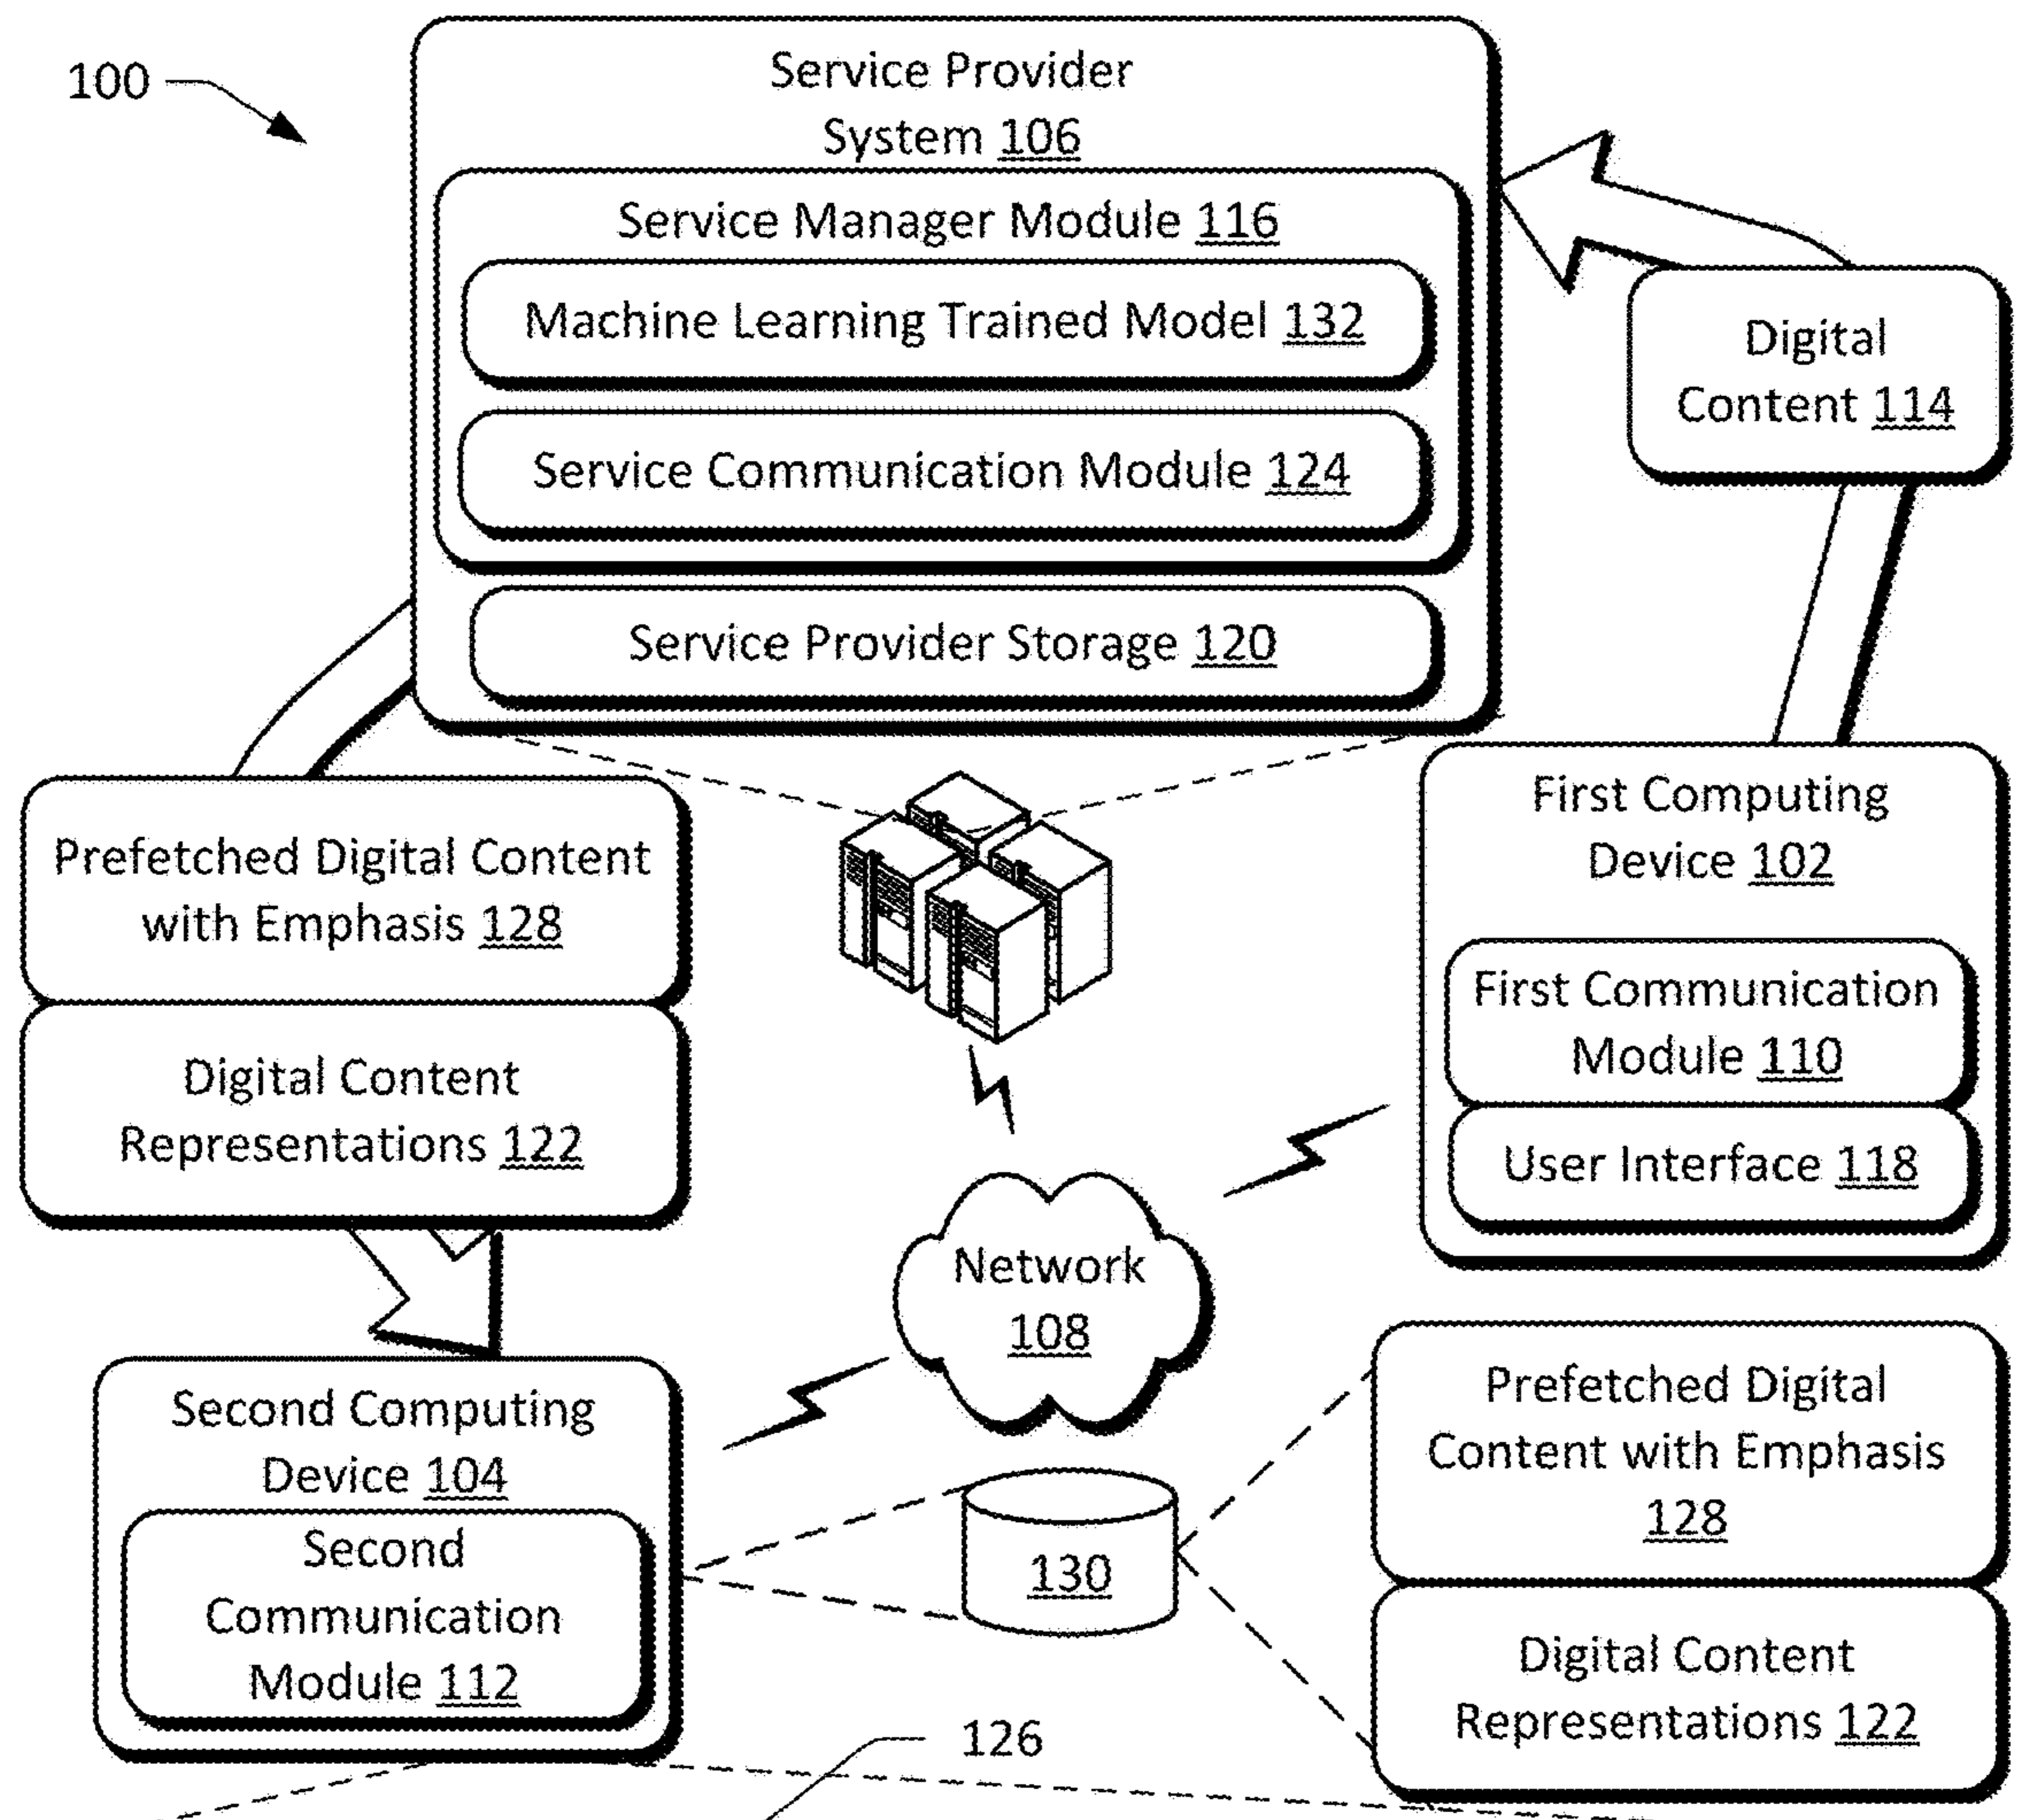 100
Service Provider
System 106
Service Manager Module 116
Machine Learning Trained Model 132
Service Communication Module 124
Service Provider Storage 120
Digital
Content 114
Prefetched Digital Content
with Emphasis 128
Digital Content
Representations 122
First Computing
Device 102
First Communication
Module 110
User Interface 118
Network
108
Second Computing
Device 104
Second
Communication
Module 112
130
Prefetched Digital
Content with Emphasis
128
Digital Content
Representations 122
126